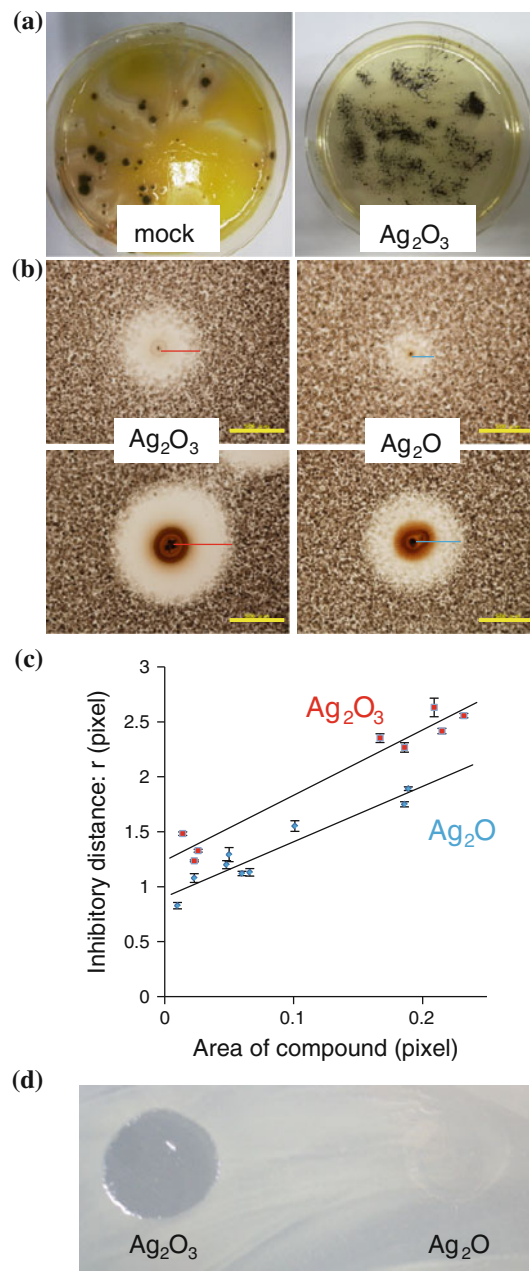 (a)
mock
Ag₂O₃
(b)
Ag₂O₃
Ag₂O
(c)
3
2.5
2
1.5
1
0.5
0
0
0.1
0.2
Ag₂O₃
Ag₂O
Inhibitory distance: r (pixel)
Area of compound (pixel)
(d)
Ag₂O₃
Ag₂O